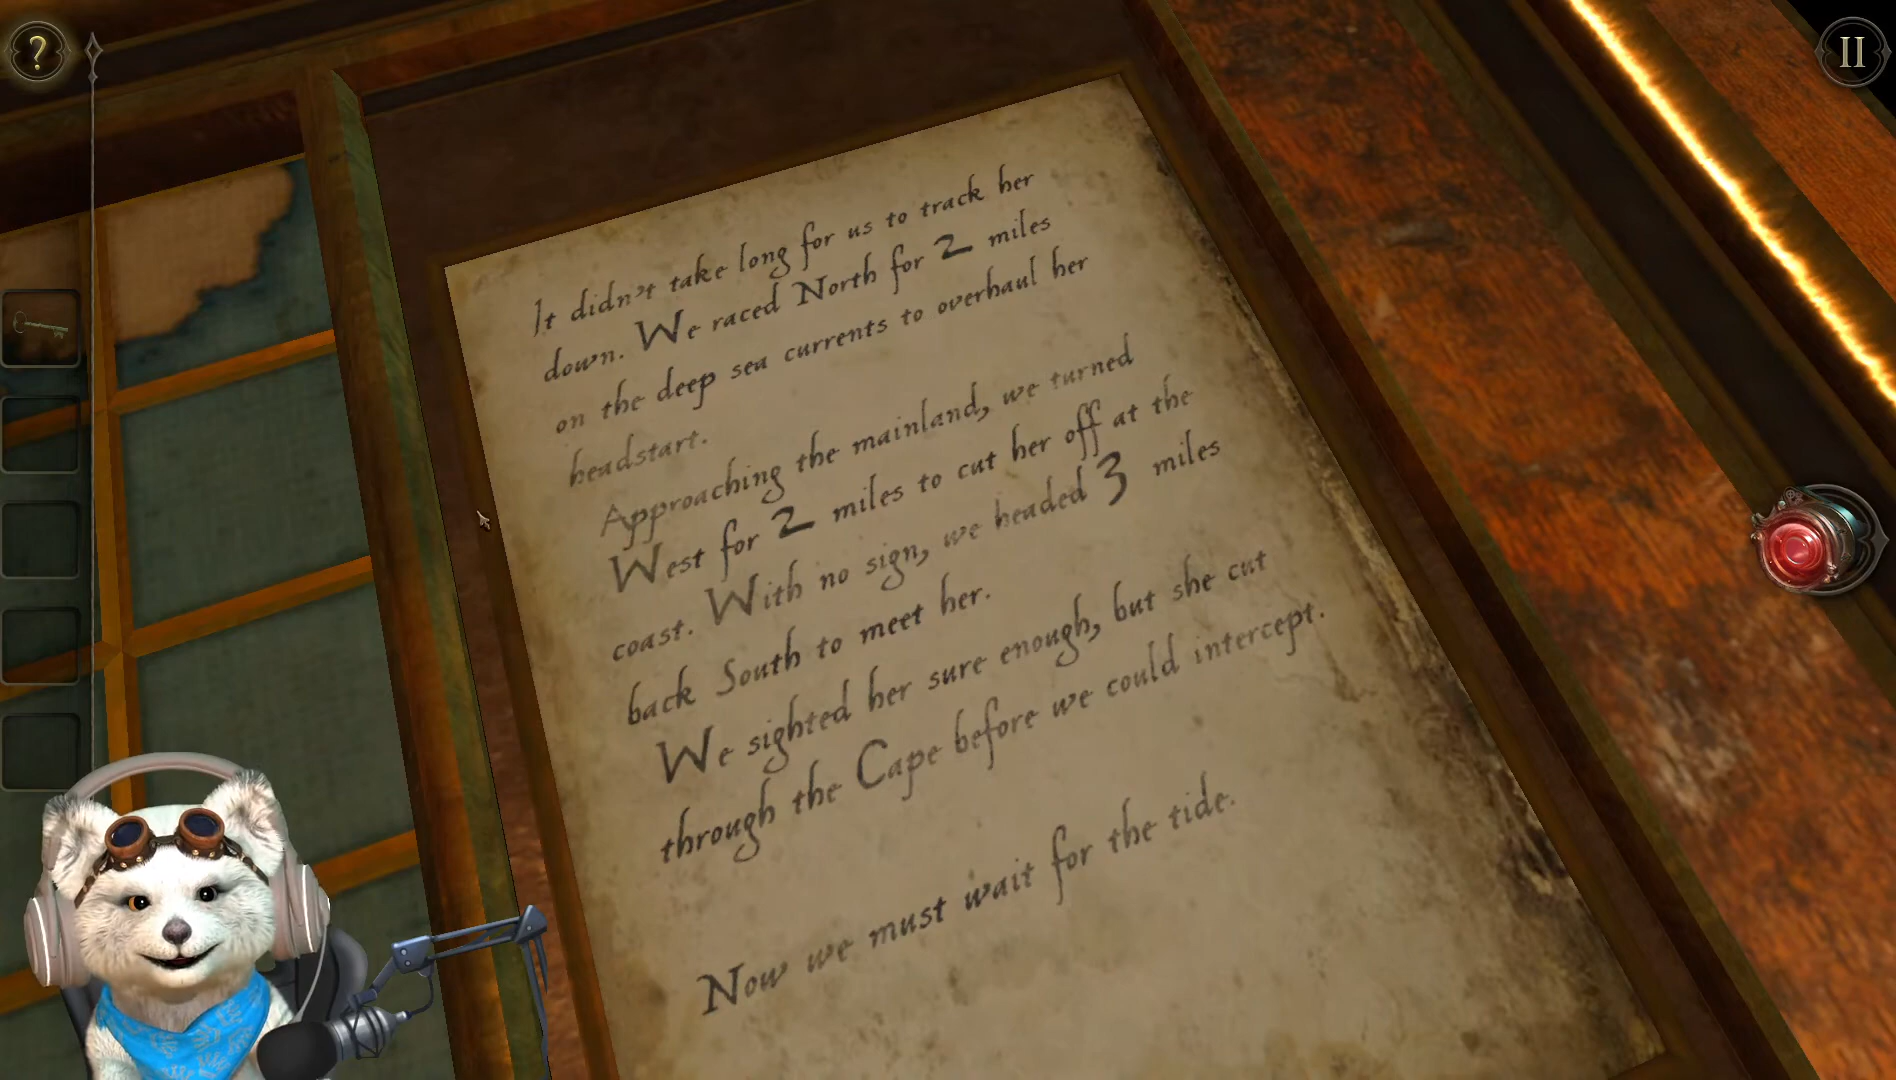 ?
II
It didn't take long for us to track her
down. We raced North for 2 miles
on the deep sea currents to overhaul her
headstart.
Approaching the mainland, we turned
West for 2 miles to cut her off at the
coast. With no sign, we headed 3 miles
back South to meet her.
We sighted her sure enough, but she cut
through the Cape before we could intercept.
Now we must wait for the tide.